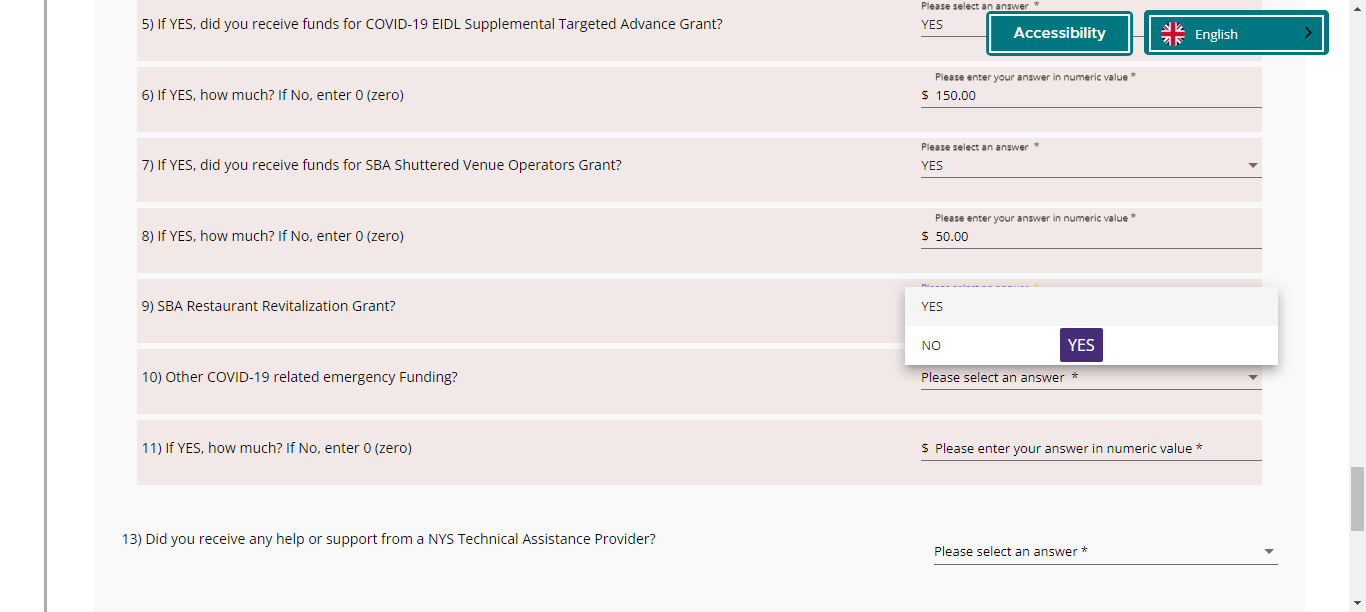 Please select an answer *
5) If YES, did you receive funds for COVID-19 EIDL Supplemental Targeted Advance Grant?
YES
Accessibility
English
Please enter your answer in numeric value *
6) If YES, how much? If No, enter 0 (zero)
$ 150.00
Please select an answer *
7) If YES, did you receive funds for SBA Shuttered Venue Operators Grant?
YES
Please enter your answer in numeric value *
8) If YES, how much? If No, enter 0 (zero)
$ 50.00
9) SBA Restaurant Revitalization Grant?
YES
NO
YES
10) Other COVID-19 related emergency Funding?
Please select an answer *
11) If YES, how much? If No, enter 0 (zero)
$ Please enter your answer in numeric value *
13) Did you receive any help or support from a NYS Technical Assistance Provider?
Please select an answer *